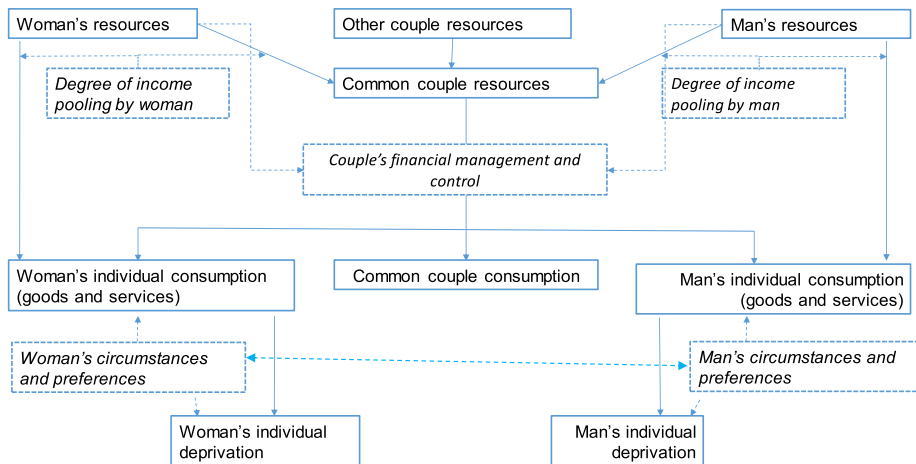 Woman's resources
Other couple resources
Man's resources
Degree of income
pooling by woman
Common couple resources
Degree of income
pooling by man
Couple's financial management and
control
Woman's individual consumption
(goods and services)
Common couple consumption
Man's individual consumption
(goods and services)
Woman's circumstances
and preferences
Man's circumstances and
preferences
Woman's individual
deprivation
Man's individual
deprivation